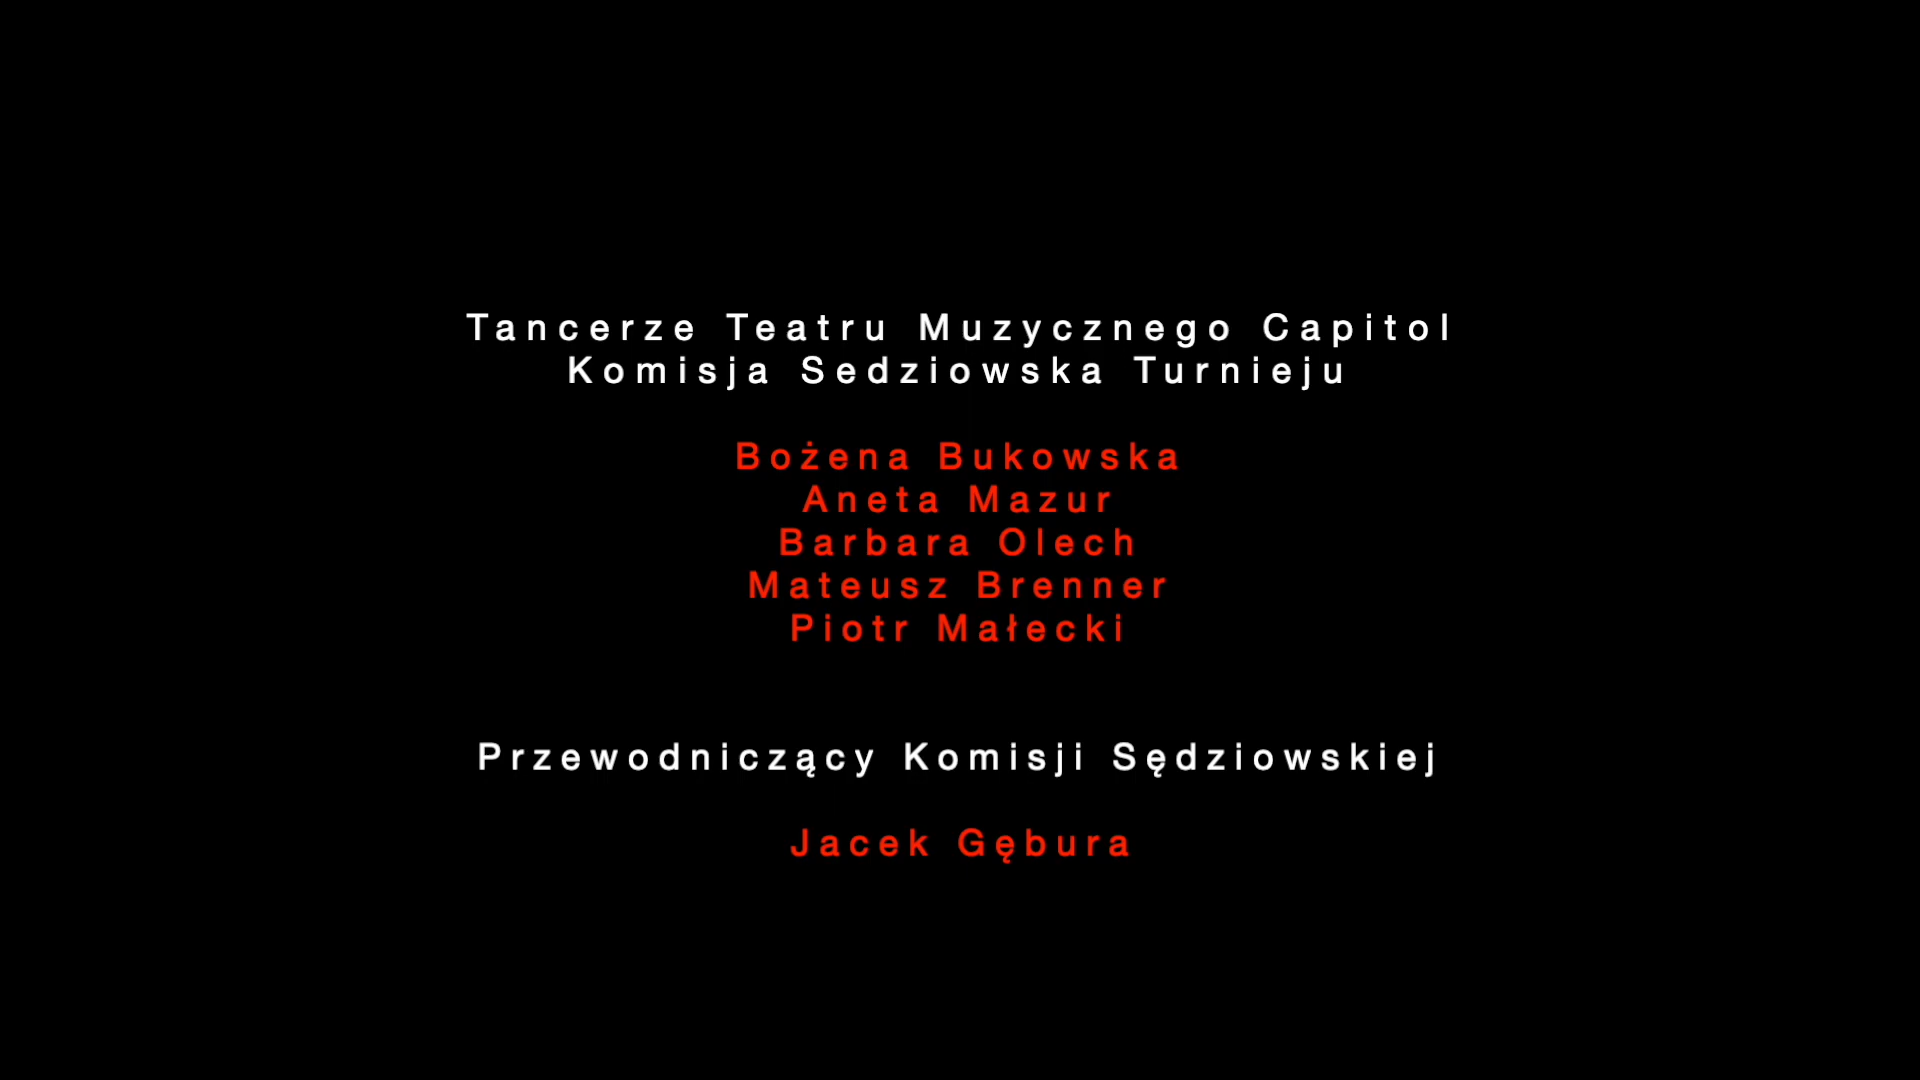 Tancerze Teatru Muzycznego Capitol
Komisja Sedziowska Turnieju
Bożena Bukowska
Aneta Mazur
Barbara Olech
Mateusz Brenner
Piotr Małecki
Przewodniczący Komisji Sędziowskiej
Jacek Gębura